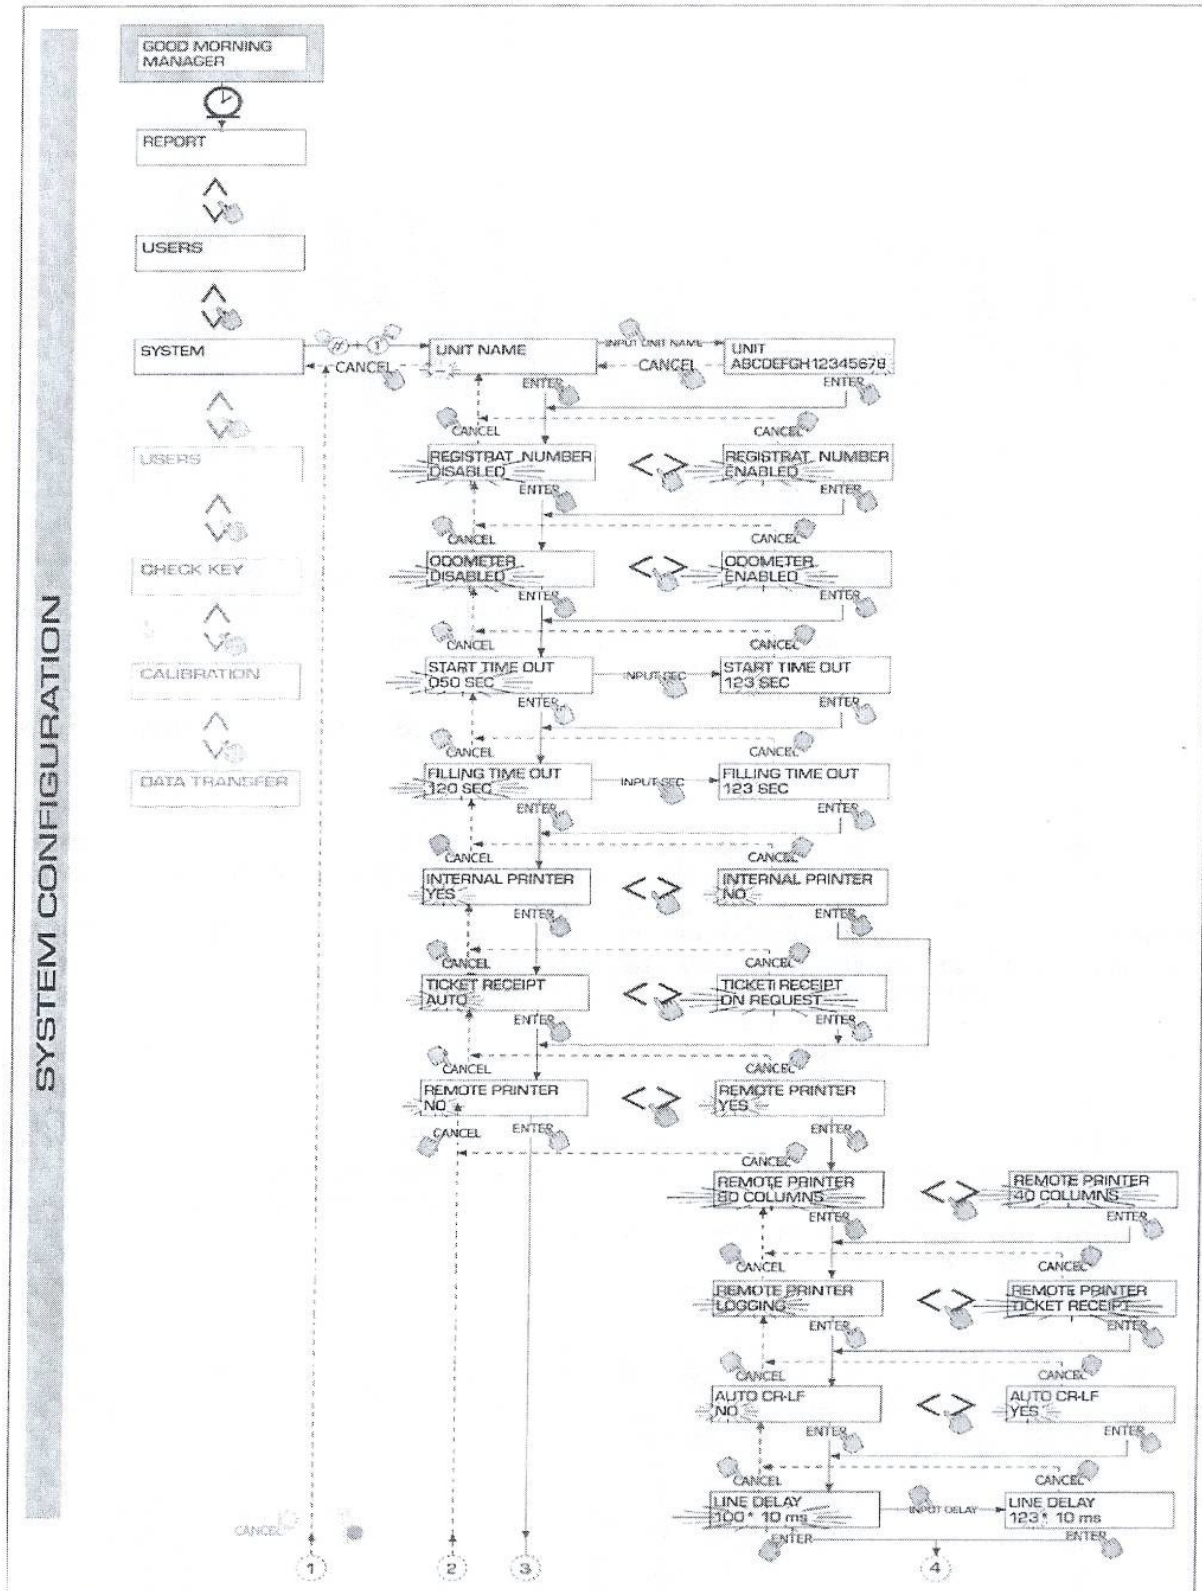 SYSTEM CONFIGURATION
GOOD MORNING
MANAGER
REPORT
USERS
SYSTEM
// + 1
CANCEL
UNIT NAME
INPUT UNIT NAME
CANCEL
UNIT
ABCDEFGH12345678
ENTER
ENTER
CANCEL
CANCEL
USERS
REGISTRAT. NUMBER
DISABLED
< >
REGISTRAT. NUMBER
ENABLED
ENTER
ENTER
CANCEL
CANCEL
CHECK KEY
ODOMETER
DISABLED
< >
ODOMETER
ENABLED
ENTER
ENTER
CANCEL
CANCEL
CALIBRATION
START TIME OUT
050 SEC
INPUT SEC
START TIME OUT
123 SEC
ENTER
ENTER
CANCEL
CANCEL
DATA TRANSFER
FILLING TIME OUT
120 SEC
INPUT SEC
FILLING TIME OUT
123 SEC
ENTER
ENTER
CANCEL
CANCEL
INTERNAL PRINTER
YES
< >
INTERNAL PRINTER
NO
ENTER
ENTER
CANCEL
CANCEL
TICKET RECEIPT
AUTO
< >
TICKET RECEIPT
ON REQUEST
ENTER
ENTER
CANCEL
CANCEL
REMOTE PRINTER
NO
< >
REMOTE PRINTER
YES
CANCEL
ENTER
ENTER
CANCEL
REMOTE PRINTER
80 COLUMNS
< >
REMOTE PRINTER
40 COLUMNS
ENTER
ENTER
CANCEL
CANCEL
REMOTE PRINTER
LOGGING
< >
REMOTE PRINTER
TICKET RECEIPT
ENTER
ENTER
CANCEL
CANCEL
AUTO CR-LF
NO
< >
AUTO CR-LF
YES
ENTER
ENTER
CANCEL
CANCEL
LINE DELAY
100* 10 ms
INPUT DELAY
LINE DELAY
123* 10 ms
CANCEL
ENTER
ENTER
1
2
3
4